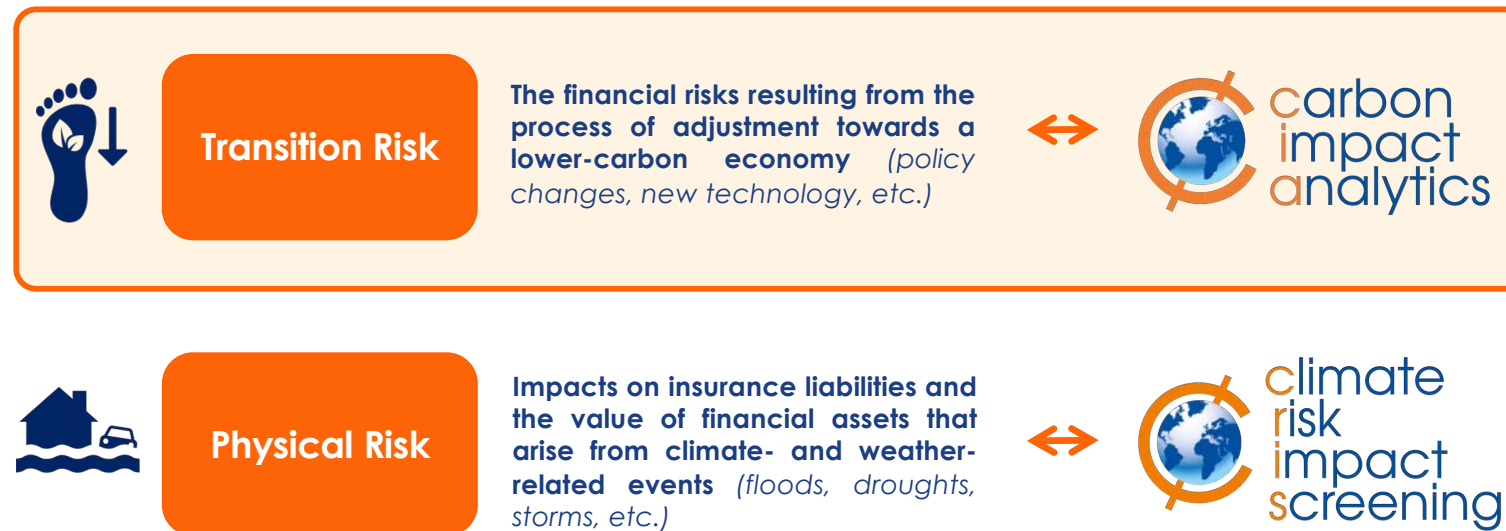 Transition Risk
The financial risks resulting from the
process of adjustment towards a
lower-carbon economy (policy
changes, new technology, etc.)
carbon
impact
analytics
Physical Risk
Impacts on insurance liabilities and
the value of financial assets that
arise from climate- and weather-
related events (floods, droughts,
storms, etc.)
climate
risk
impact
screening